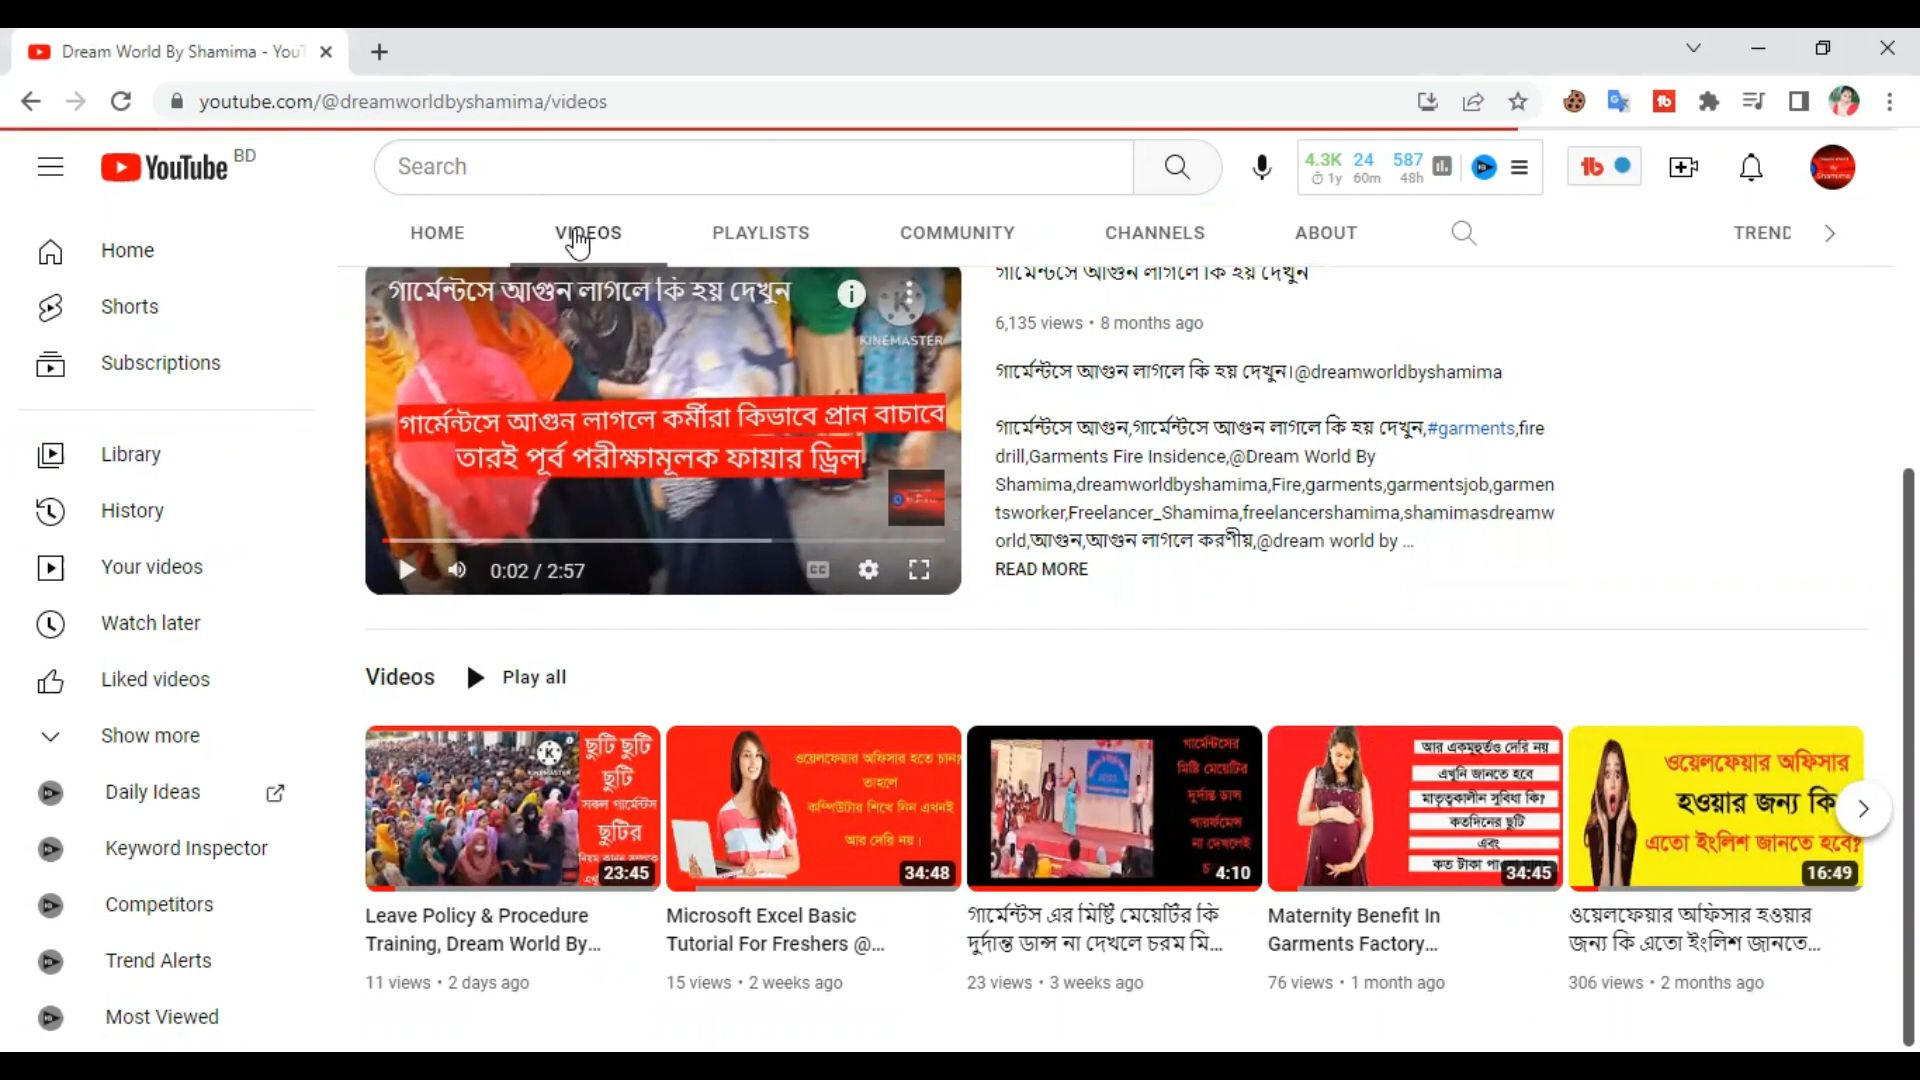 Dream World By Shamima - YouT
youtube.com/@dreamworldbyshamima/videos
YouTube BD
Search
4.3K 24 587
1y 60m 48h
HOME VIDEOS PLAYLISTS COMMUNITY CHANNELS ABOUT TREND
Home
Shorts
Subscriptions
Library
History
Your videos
Watch later
Liked videos
Show more
Daily Ideas
Keyword Inspector
Competitors
Trend Alerts
Most Viewed
গার্মেন্টসে আগুন লাগলে কি হয় দেখুন
KINEMASTER
গার্মেন্টসে আগুন লাগলে কর্মীরা কিভাবে প্রান বাচাবে
তারই পূর্ব পরীক্ষামূলক ফায়ার ড্রিল
0:02 / 2:57
গার্মেন্টসে আগুন লাগলে কি হয় দেখুন
6,135 views • 8 months ago
গার্মেন্টসে আগুন লাগলে কি হয় দেখুন।@dreamworldbyshamima
গার্মেন্টসে আগুন,গার্মেন্টসে আগুন লাগলে কি হয় দেখুন,#garments,fire
drill,Garments Fire Insidence,@Dream World By
Shamima,dreamworldbyshamima,Fire,garments,garmentsjob,garmen
tsworker,Freelancer_Shamima,freelancershamima,shamimasdreamw
orld,আগুন,আগুন লাগলে করণীয়,@dream world by ...
READ MORE
Videos Play all
ছুটি ছুটি
ছুটি
সকল গার্মেন্টস
ছুটির
23:45
Leave Policy & Procedure
Training, Dream World By...
11 views • 2 days ago
ওয়েলফেয়ার অফিসার হতে চান?
তাহলে
কম্পিউটার শিখে নিন এখনই
আর দেরি নয়।
34:48
Microsoft Excel Basic
Tutorial For Freshers @...
15 views • 2 weeks ago
গার্মেন্টসের
মিষ্টি মেয়েটির
দুর্দান্ত ডান্স
পারফর্মেন্স
না দেখলেই
4:10
গার্মেন্টস এর মিষ্টি মেয়েটির কি
দুর্দান্ত ডান্স না দেখলে চরম মি...
23 views • 3 weeks ago
আর একমুহূর্তও দেরি নয়
এখুনি জানতে হবে
মাতৃত্বকালীন সুবিধা কি?
কতদিনের ছুটি
এবং
কত টাকা
34:45
Maternity Benefit In
Garments Factory...
76 views • 1 month ago
ওয়েলফেয়ার অফিসার
হওয়ার জন্য কি
এতো ইংলিশ জানতে হবে?
16:49
ওয়েলফেয়ার অফিসার হওয়ার
জন্য কি এতো ইংলিশ জানতে...
306 views • 2 months ago